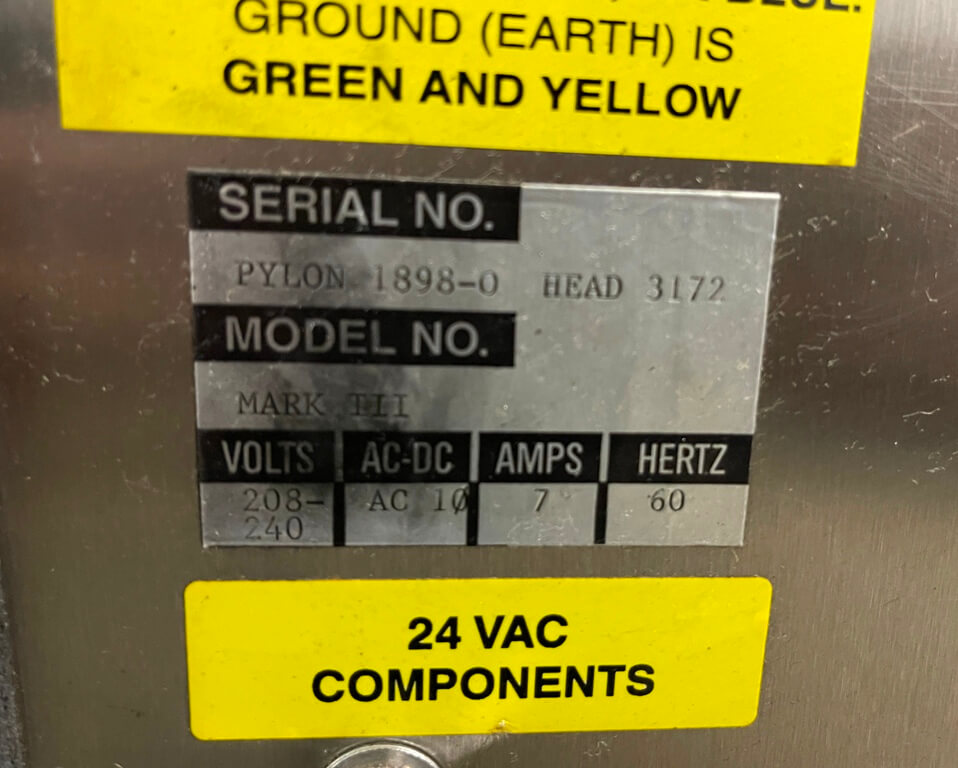 BLUE.
GROUND (EARTH) IS
GREEN AND YELLOW
SERIAL NO.
PYLON 1898-0 HEAD 3172
MODEL NO.
MARK III
VOLTS AC-DC AMPS HERTZ
208-240 AC 1Ø 7 60
24 VAC
COMPONENTS